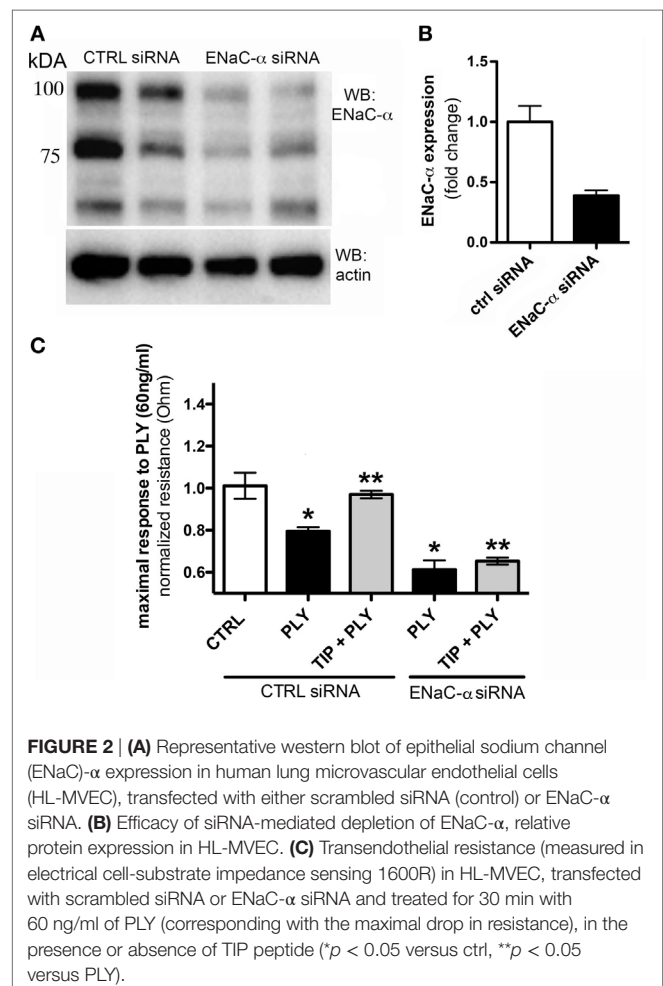 A
B
kDA
CTRL siRNA
ENaC-α siRNA
100
75
WB:
ENaC-α
WB:
actin
ENaC-α expression
(fold change)
1.5
1.0
0.5
0.0
ctrl siRNA
ENaC-α siRNA
C
maximal response to PLY (60ng/ml)
normalized resistance (Ohm)
1.4
1.2
1.0
0.8
0.6
*
**
*
**
CTRL
PLY
TIP + PLY
PLY
TIP + PLY
CTRL siRNA
ENaC-α siRNA
FIGURE 2 | (A) Representative western blot of epithelial sodium channel
(ENaC)-α expression in human lung microvascular endothelial cells
(HL-MVEC), transfected with either scrambled siRNA (control) or ENaC-α
siRNA. (B) Efficacy of siRNA-mediated depletion of ENaC-α, relative
protein expression in HL-MVEC. (C) Transendothelial resistance (measured in
electrical cell-substrate impedance sensing 1600R) in HL-MVEC, transfected
with scrambled siRNA or ENaC-α siRNA and treated for 30 min with
60 ng/ml of PLY (corresponding with the maximal drop in resistance), in the
presence or absence of TIP peptide (*p < 0.05 versus ctrl, **p < 0.05
versus PLY).